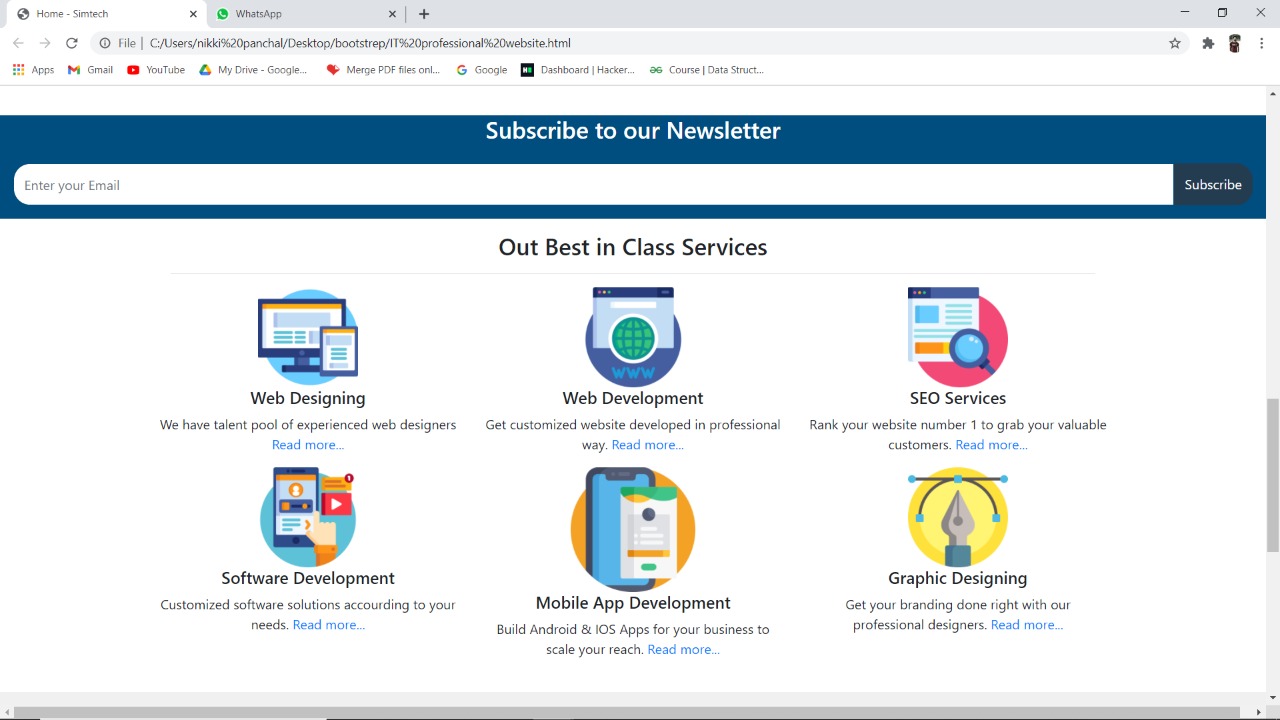 Home - Simtech
WhatsApp
File
C:/Users/nikki%20panchal/Desktop/bootstrep/IT%20professional%20website.html
Apps
Gmail
YouTube
My Drive - Google...
Merge PDF files onl...
Google
Dashboard | Hacker...
Course | Data Struct...
Subscribe to our Newsletter
Enter your Email
Subscribe
Out Best in Class Services
WWW
Web Designing
Web Development
SEO Services
We have talent pool of experienced web designers
Read more...
Get customized website developed in professional
way. Read more...
Rank your website number 1 to grab your valuable
customers. Read more...
1
Software Development
Customized software solutions accourding to your
needs. Read more...
Mobile App Development
Build Android & IOS Apps for your business to
scale your reach. Read more...
Graphic Designing
Get your branding done right with our
professional designers. Read more...